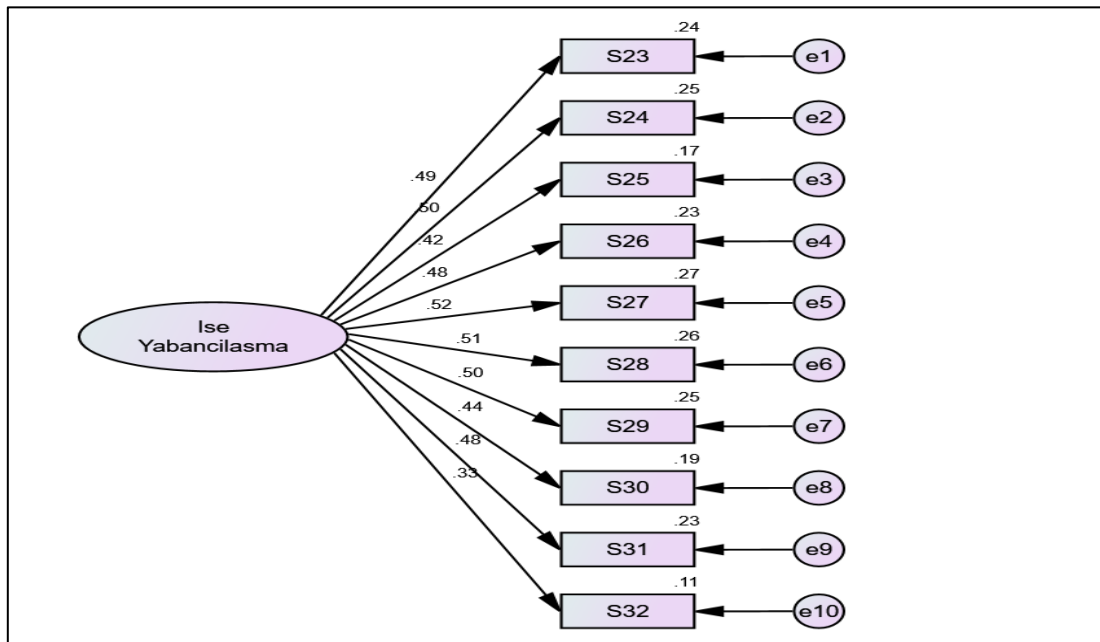 .24
S23
e1
.25
S24
e2
.17
S25
e3
.49
.50
.23
S26
e4
.42
.48
.27
S27
e5
.52
Ise
Yabancilasma
.51
.26
S28
e6
.50
.25
S29
e7
.44
.48
.19
S30
e8
.33
.23
S31
e9
.11
S32
e10